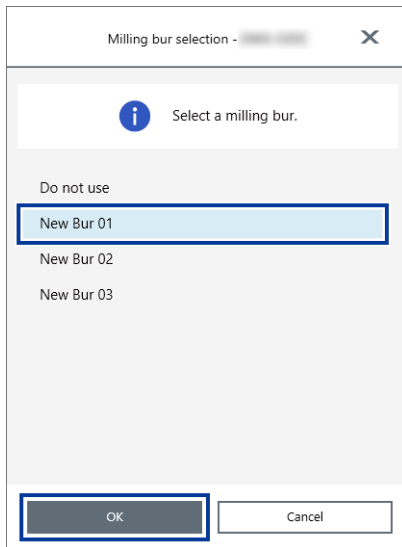 Milling bur selection -
Select a milling bur.
Do not use
New Bur 01
New Bur 02
New Bur 03
OK
Cancel